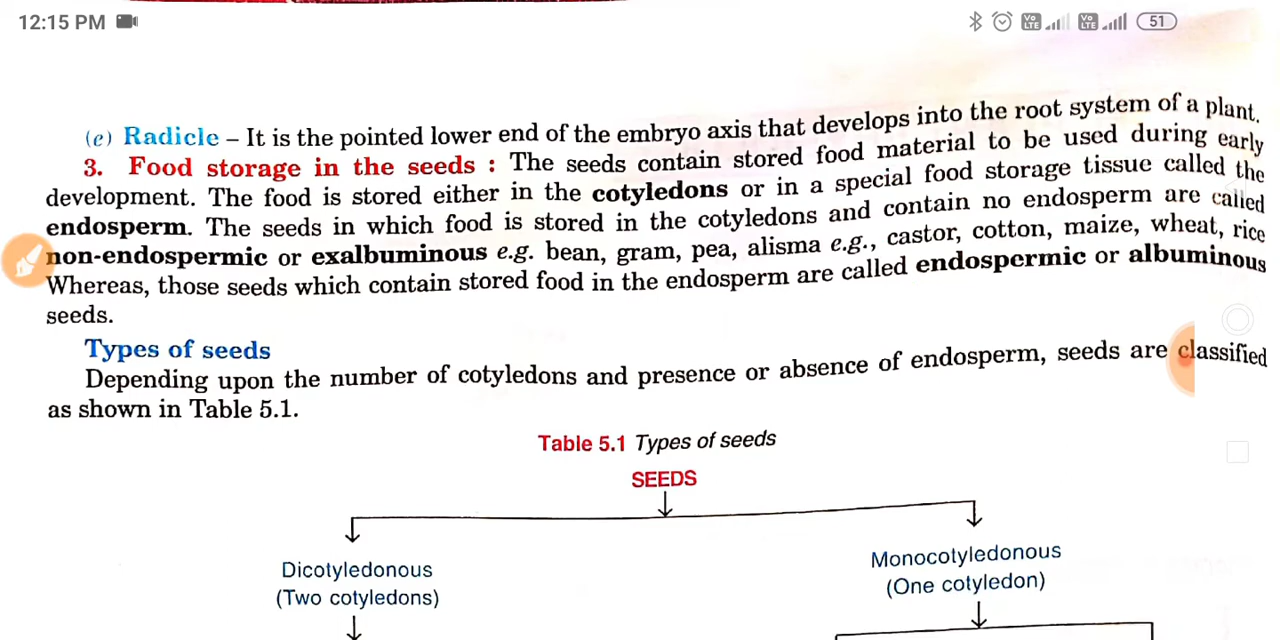 12:15 PM
Vo LTE Vo LTE 51
(e) Radicle – It is the pointed lower end of the embryo axis that develops into the root system of a plant.
3. Food storage in the seeds : The seeds contain stored food material to be used during early
development. The food is stored either in the cotyledons or in a special food storage tissue called the
endosperm. The seeds in which food is stored in the cotyledons and contain no endosperm are called
non-endospermic or exalbuminous e.g. bean, gram, pea, alisma e.g., castor, cotton, maize, wheat, rice
Whereas, those seeds which contain stored food in the endosperm are called endospermic or albuminous
seeds.
Types of seeds
Depending upon the number of cotyledons and presence or absence of endosperm, seeds are classified
as shown in Table 5.1.
Table 5.1 Types of seeds
SEEDS
Dicotyledonous
(Two cotyledons)
Monocotyledonous
(One cotyledon)